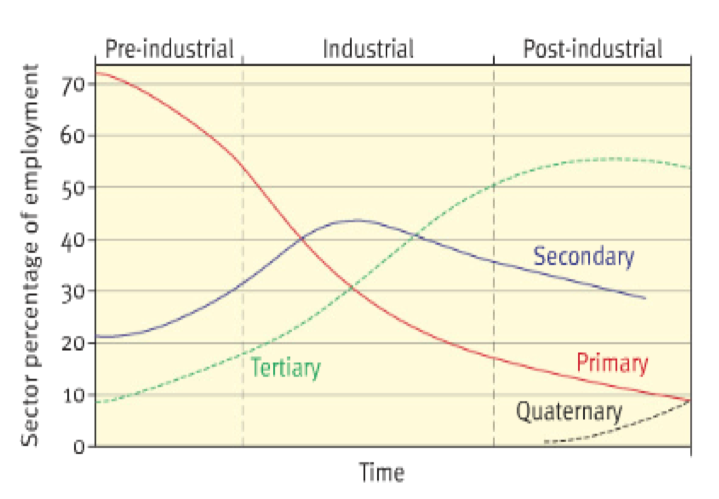 Pre-industrial Industrial Post-industrial
Sector percentage of employment
70
60
50
40
30
20
10
0
Secondary
Tertiary
Primary
Quaternary
Time